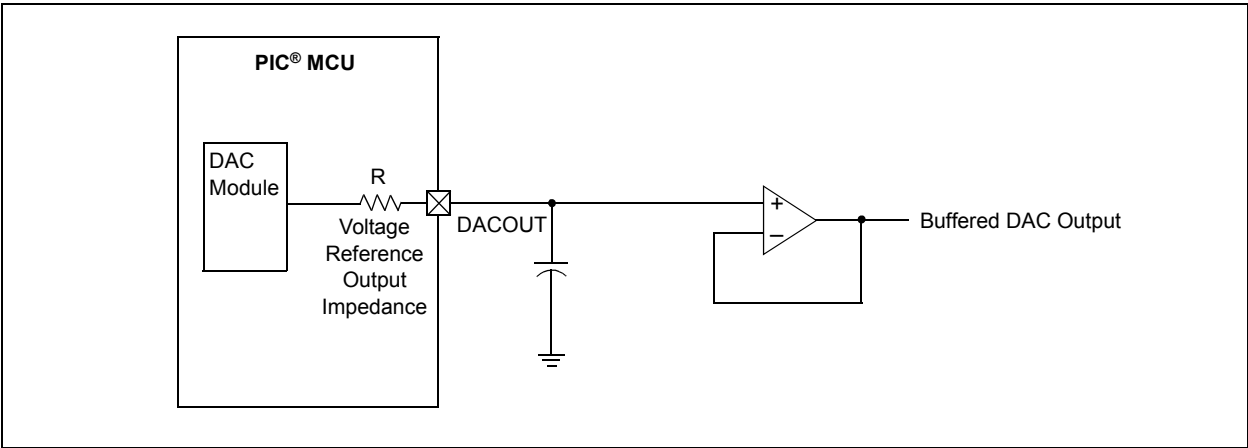 PIC® MCU
DAC
Module
R
Voltage
Reference
Output
Impedance
DACOUT
+
–
Buffered DAC Output